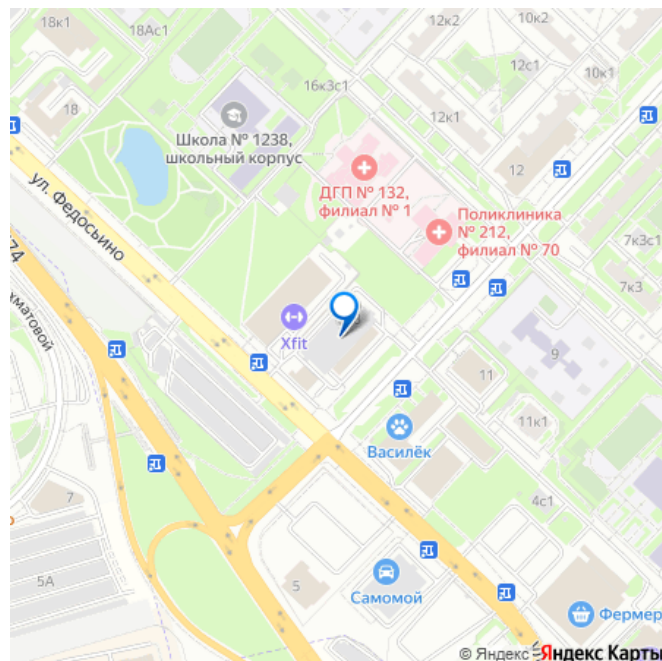 18к1
18Ас1
12к2
10к2
12с1
10к1
16к3с1
12к1
18
Школа № 1238,
школьный корпус
12
ДГП № 132,
филиал № 1
Поликлиника
№ 212,
филиал № 70
ул. Федосьино
74
7к3с1
7к3
Xfit
9
11
11к1
Василёк
7
4с1
5А
5
Самомой
Фермер
© Яндекс
Яндекс Карты